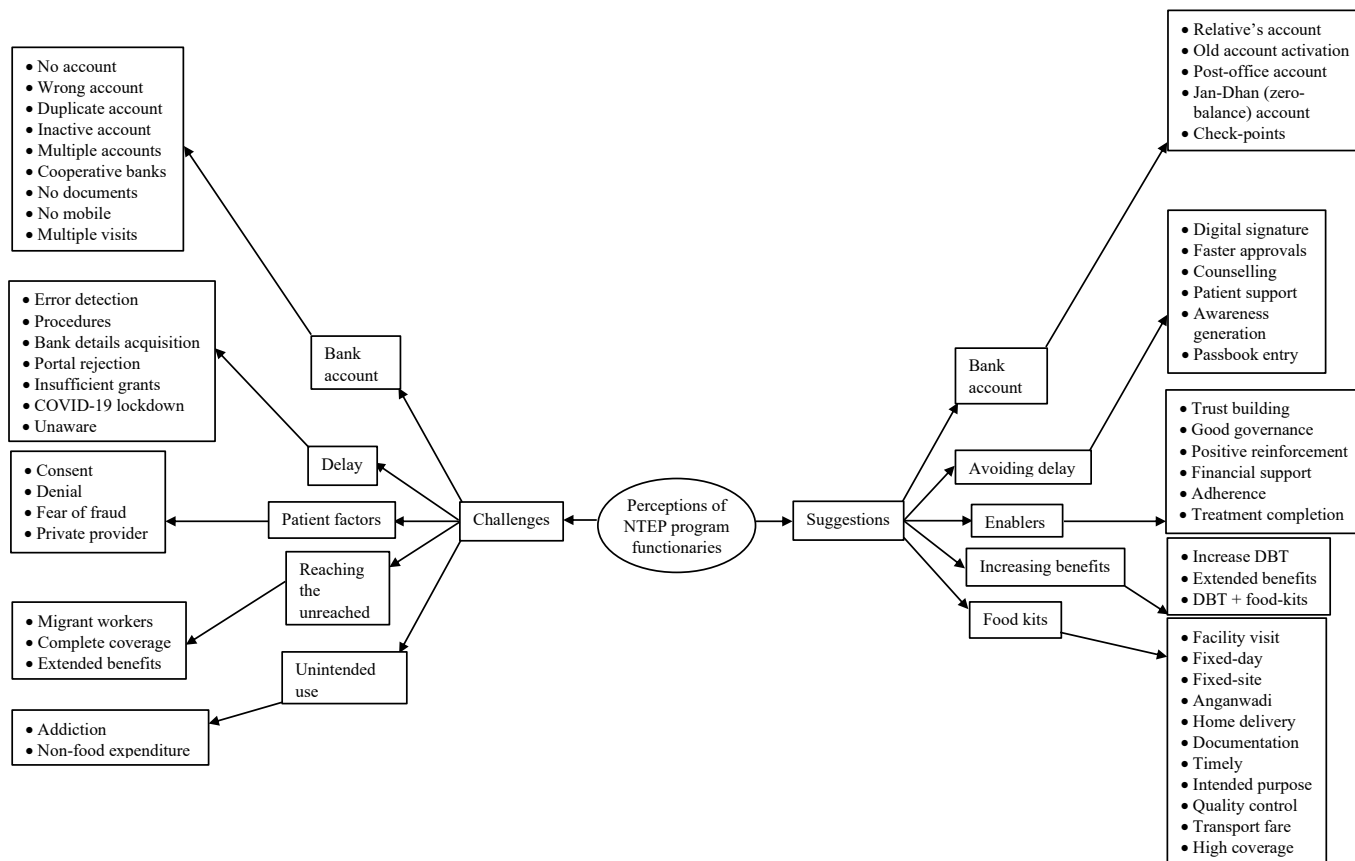 • No account
• Wrong account
• Duplicate account
• Inactive account
• Multiple accounts
• Cooperative banks
• No documents
• No mobile
• Multiple visits
• Error detection
• Procedures
• Bank details acquisition
• Portal rejection
• Insufficient grants
• COVID-19 lockdown
• Unaware
• Consent
• Denial
• Fear of fraud
• Private provider
• Migrant workers
• Complete coverage
• Extended benefits
• Addiction
• Non-food expenditure
Bank
account
Delay
Patient factors
Reaching
the
unreached
Unintended
use
Challenges
Perceptions of
NTEP program
functionaries
Suggestions
Bank
account
Avoiding delay
Enablers
Increasing benefits
Food kits
• Relative’s account
• Old account activation
• Post-office account
• Jan-Dhan (zero-
balance) account
• Check-points
• Digital signature
• Faster approvals
• Counselling
• Patient support
• Awareness
generation
• Passbook entry
• Trust building
• Good governance
• Positive reinforcement
• Financial support
• Adherence
• Treatment completion
• Increase DBT
• Extended benefits
• DBT + food-kits
• Facility visit
• Fixed-day
• Fixed-site
• Anganwadi
• Home delivery
• Documentation
• Timely
• Intended purpose
• Quality control
• Transport fare
• High coverage